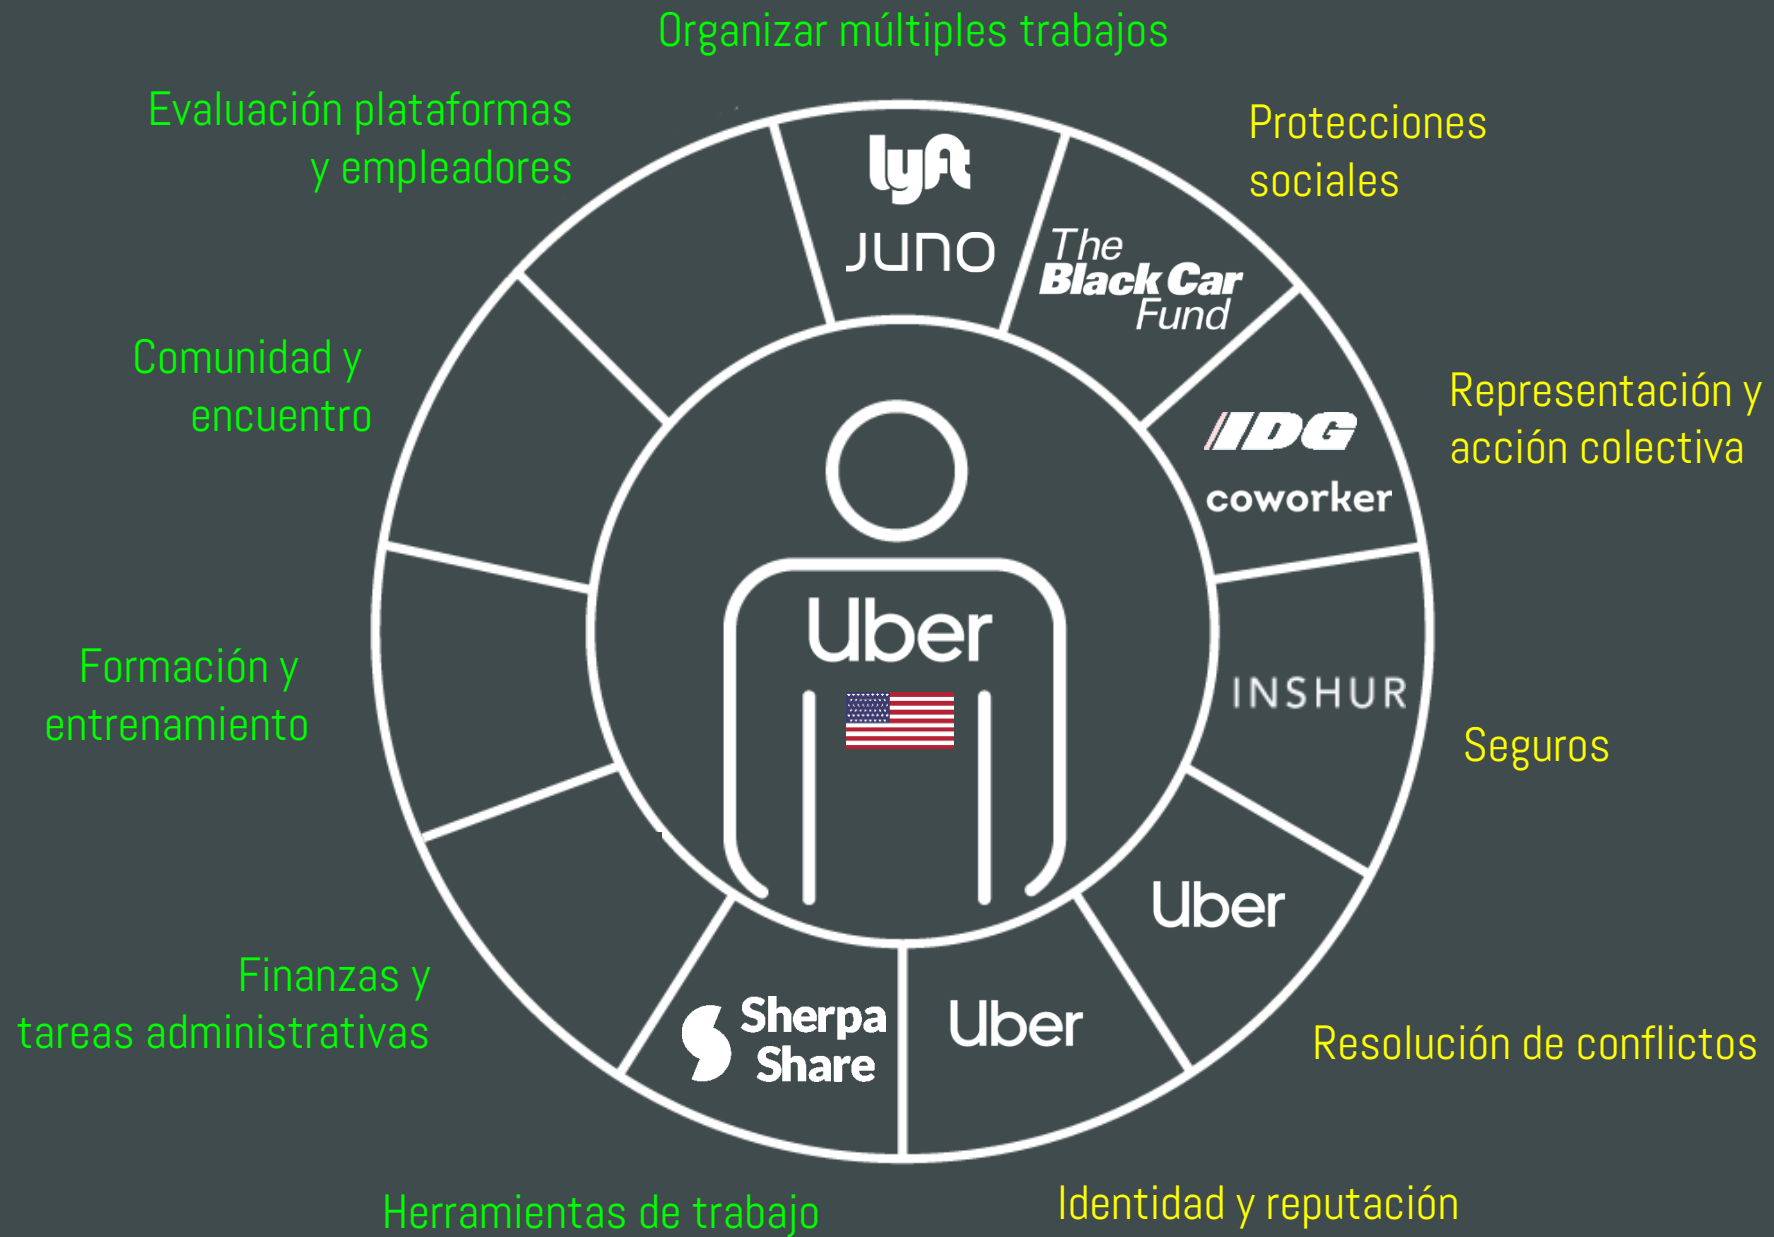 Organizar múltiples trabajos
Evaluación plataformas
y empleadores
Protecciones
sociales
lyft
JUNO
The
Black Car
Fund
Comunidad y
encuentro
Representación y
acción colectiva
IDG
coworker
Uber
Formación y
entrenamiento
INSHUR
Seguros
Uber
Finanzas y
tareas administrativas
Sherpa
Share
Uber
Resolución de conflictos
Herramientas de trabajo
Identidad y reputación